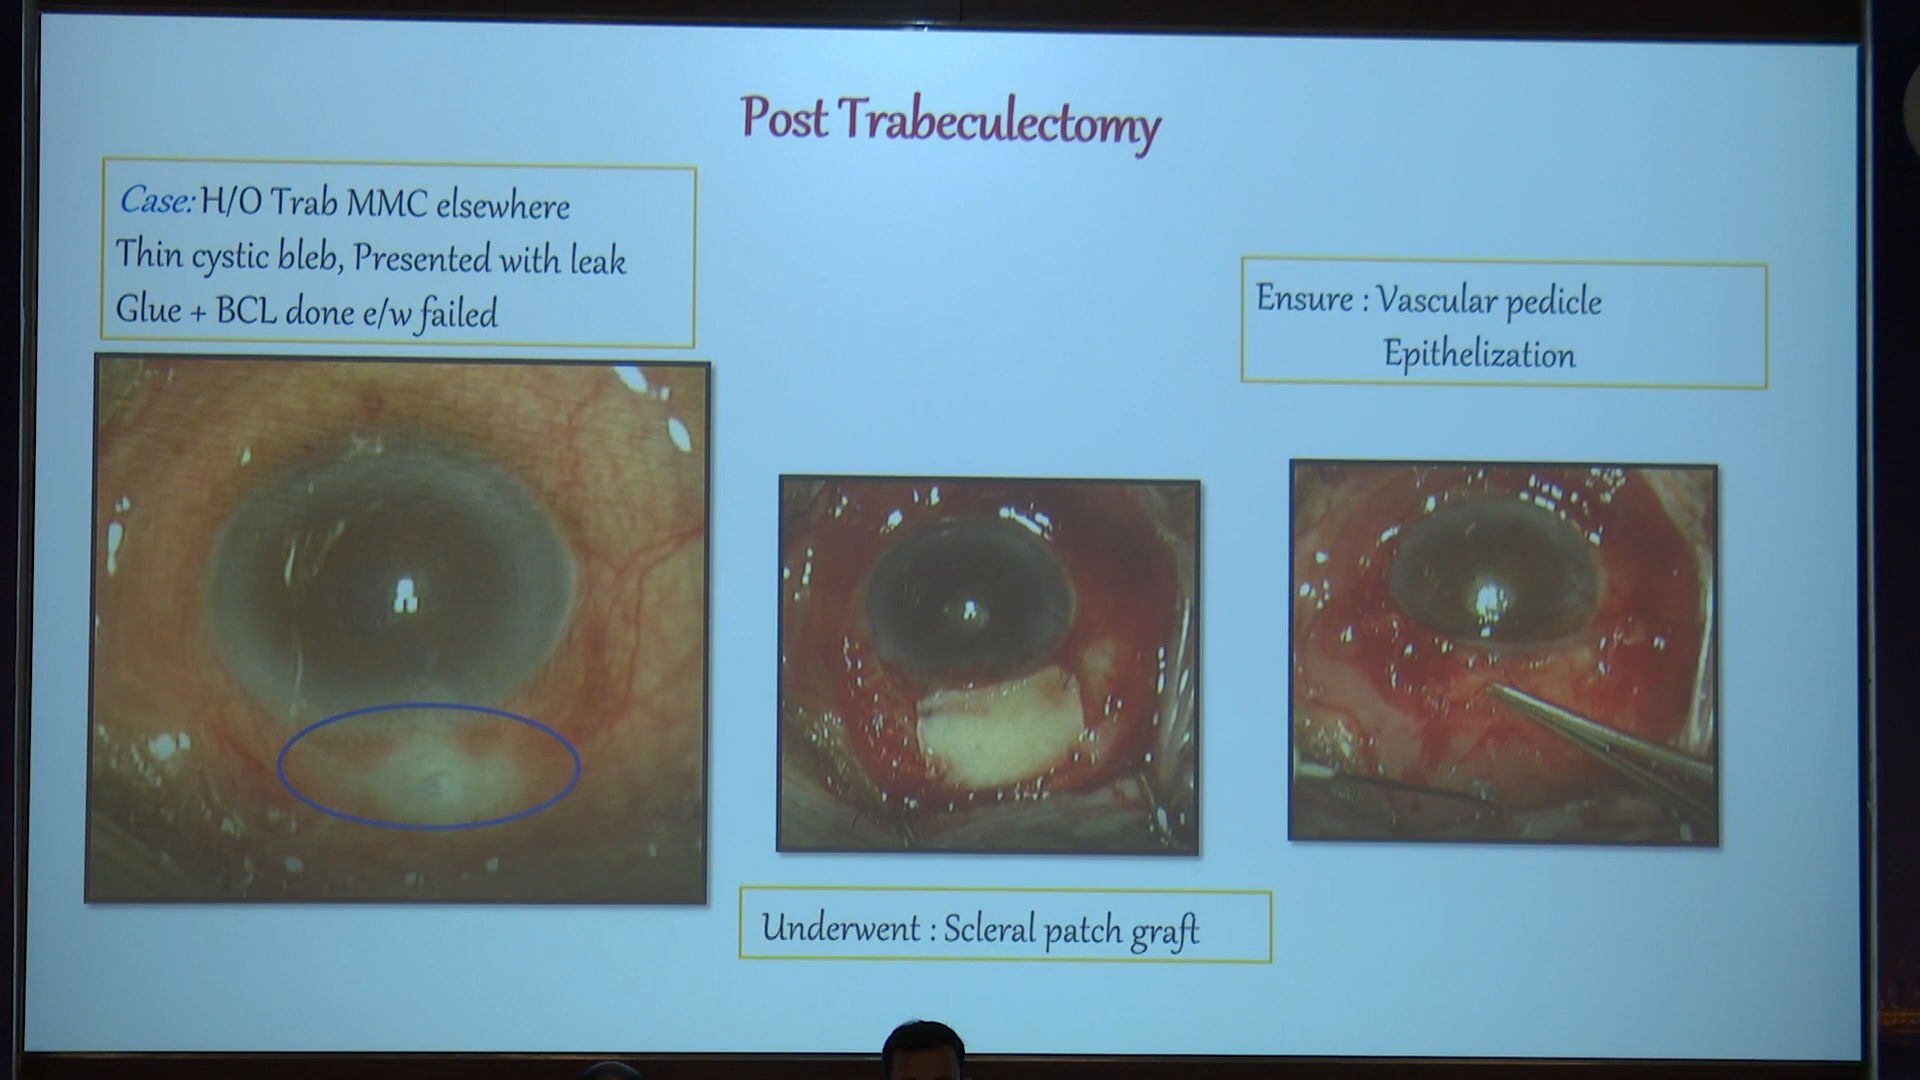 Post Trabeculectomy
Case: H/O Trab MMC elsewhere
Thin cystic bleb, Presented with leak
Glue + BCL done e/w failed
Ensure : Vascular pedicle
Epithelization
Underwent : Scleral patch graft